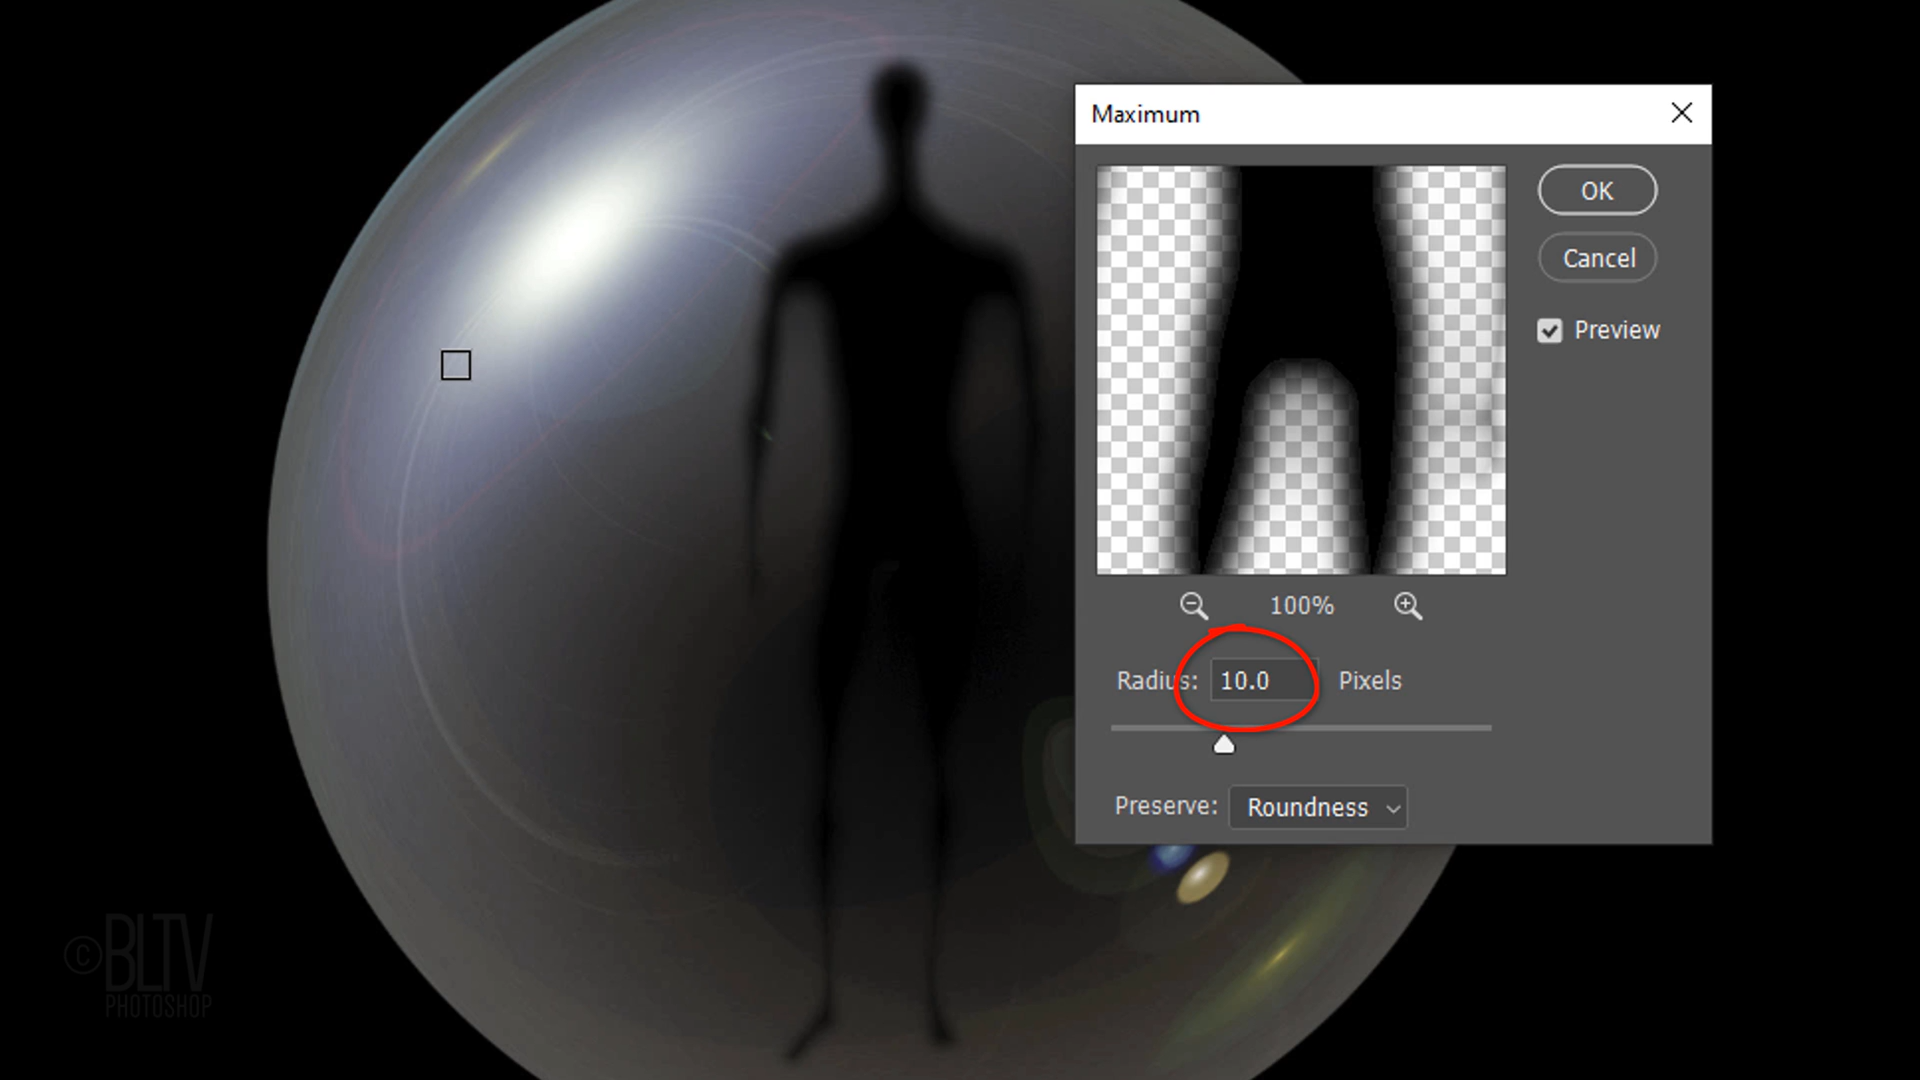 Maximum
OK
Cancel
Preview
100%
Radius: 10.0 Pixels
Preserve: Roundness
© BLTV
PHOTOSHOP